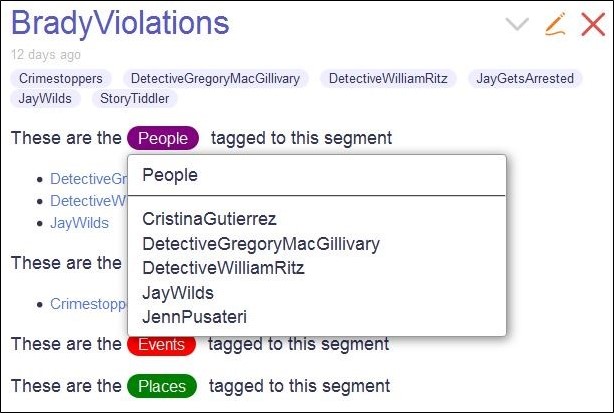 BradyViolations
12 days ago
Crimestoppers DetectiveGregoryMacGillivary DetectiveWilliamRitz JayGetsArrested
JayWilds StoryTiddler
These are the People tagged to this segment
DetectiveGr
DetectiveW
JayWilds
People
CristinaGutierrez
DetectiveGregoryMacGillivary
DetectiveWilliamRitz
JayWilds
JennPusateri
These are the
Crimestopp
These are the Events tagged to this segment
These are the Places tagged to this segment